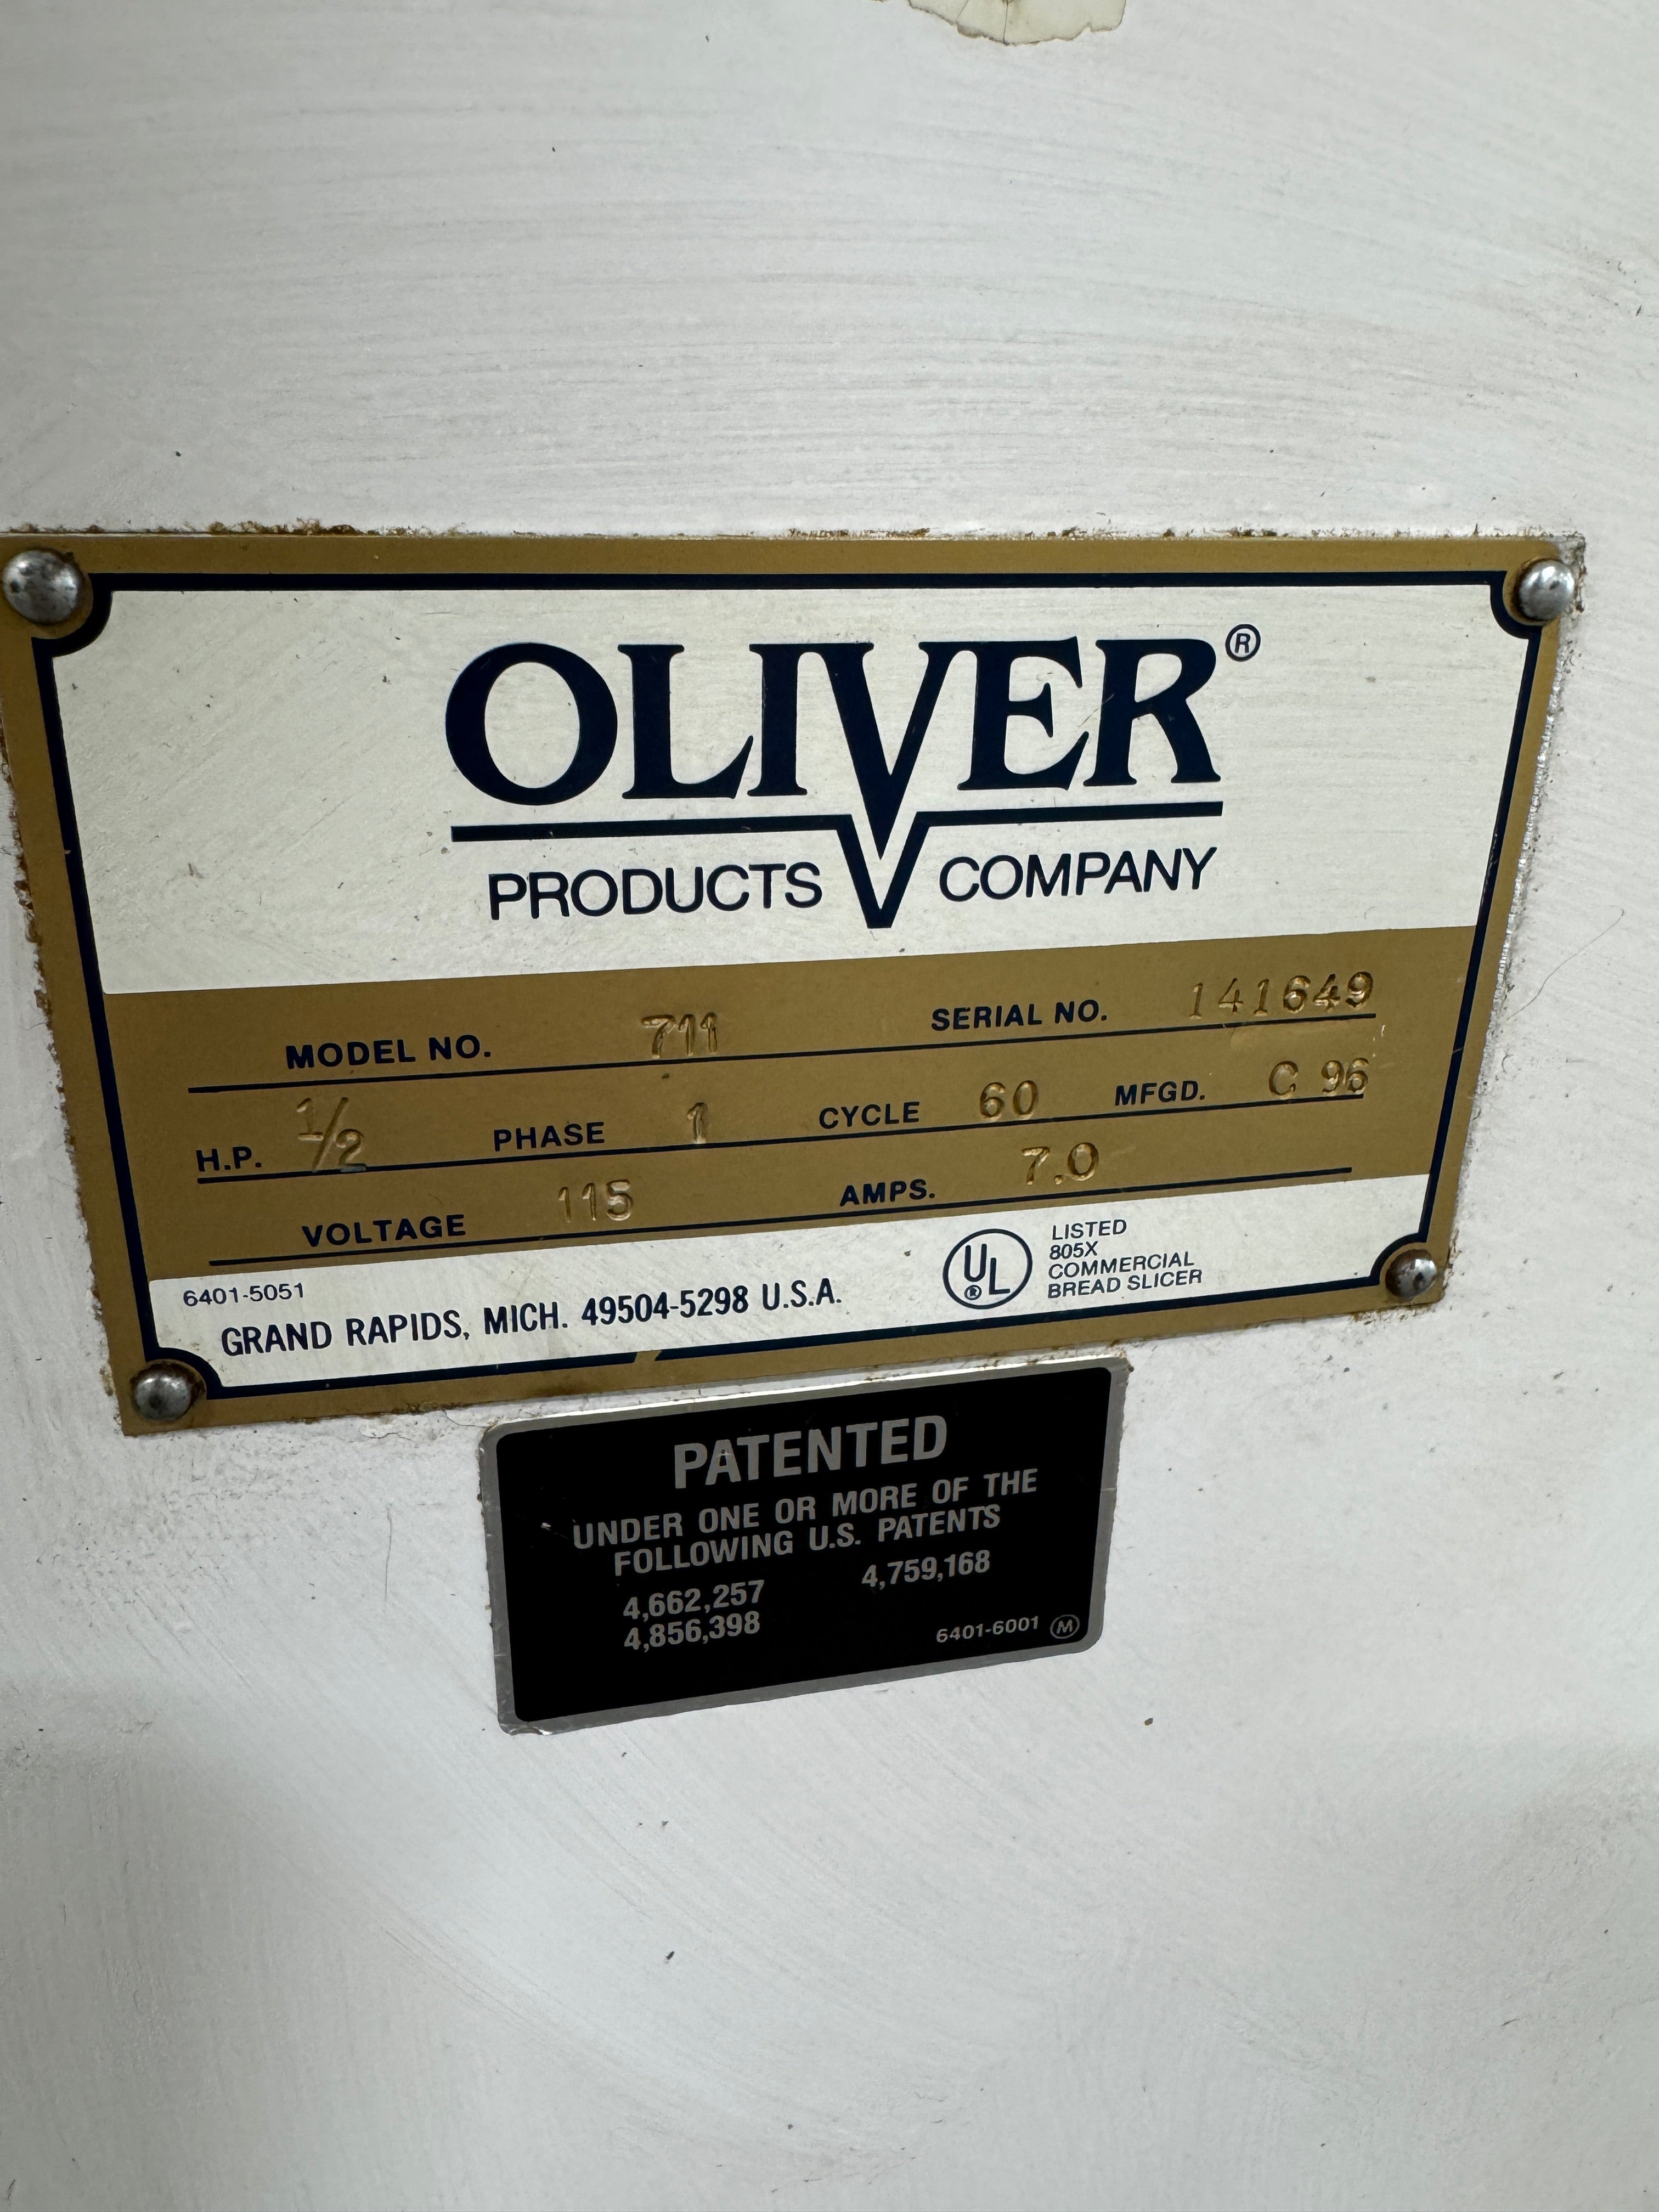 OLIVER®
PRODUCTS COMPANY
MODEL NO. 711 SERIAL NO. 141649
H.P. 1/2 PHASE 1 CYCLE 60 MFGD. C 96
VOLTAGE 115 AMPS. 7.0
6401-5051
GRAND RAPIDS, MICH. 49504-5298 U.S.A.
UL®
LISTED
805X
COMMERCIAL
BREAD SLICER
PATENTED
UNDER ONE OR MORE OF THE
FOLLOWING U.S. PATENTS
4,662,257 4,759,168
4,856,398
6401-6001 M